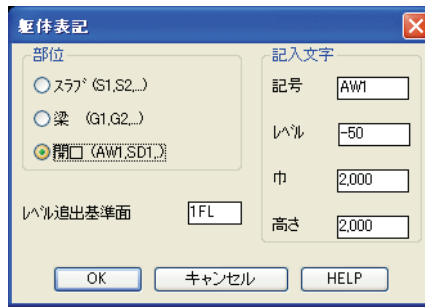 躯体表記
部位
スラブ (S1,S2,..)
梁 (G1,G2,..)
開口 (AW1,SD1,)
レベル追出基準面 1FL
記入文字
記号 AW1
レベル -50
巾 2,000
高さ 2,000
OK キャンセル HELP